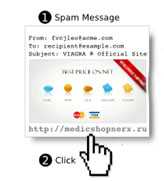 1 Spam Message
From: fvcjleo@acme.com
To: recipient@example.com
Subject: VIAGRA ® Official Site
BEST PRICE ON NET
http://medicshopnerx.ru
2 Click